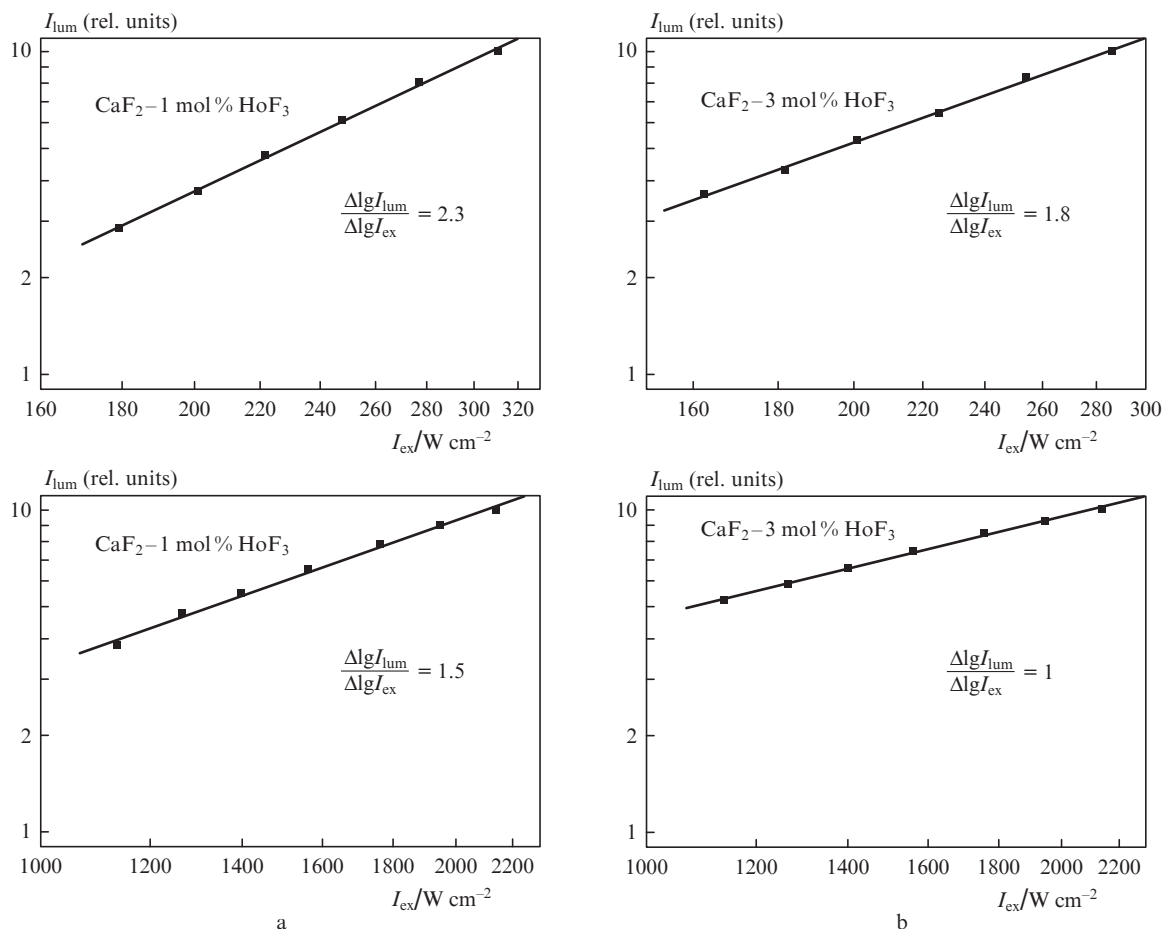 I_lum (rel. units)
10
CaF₂–1 mol % HoF₃
ΔlgI_lum
ΔlgI_ex
= 2.3
2
1
160 180 200 220 240 260 280 300 320
I_ex/W cm⁻²
I_lum (rel. units)
10
CaF₂–3 mol % HoF₃
ΔlgI_lum
ΔlgI_ex
= 1.8
2
1
160 180 200 220 240 260 280 300
I_ex/W cm⁻²
I_lum (rel. units)
10
CaF₂–1 mol % HoF₃
ΔlgI_lum
ΔlgI_ex
= 1.5
2
1
1000 1200 1400 1600 1800 2000 2200
I_ex/W cm⁻²
a
I_lum (rel. units)
10
CaF₂–3 mol % HoF₃
ΔlgI_lum
ΔlgI_ex
= 1
2
1
1000 1200 1400 1600 1800 2000 2200
I_ex/W cm⁻²
b